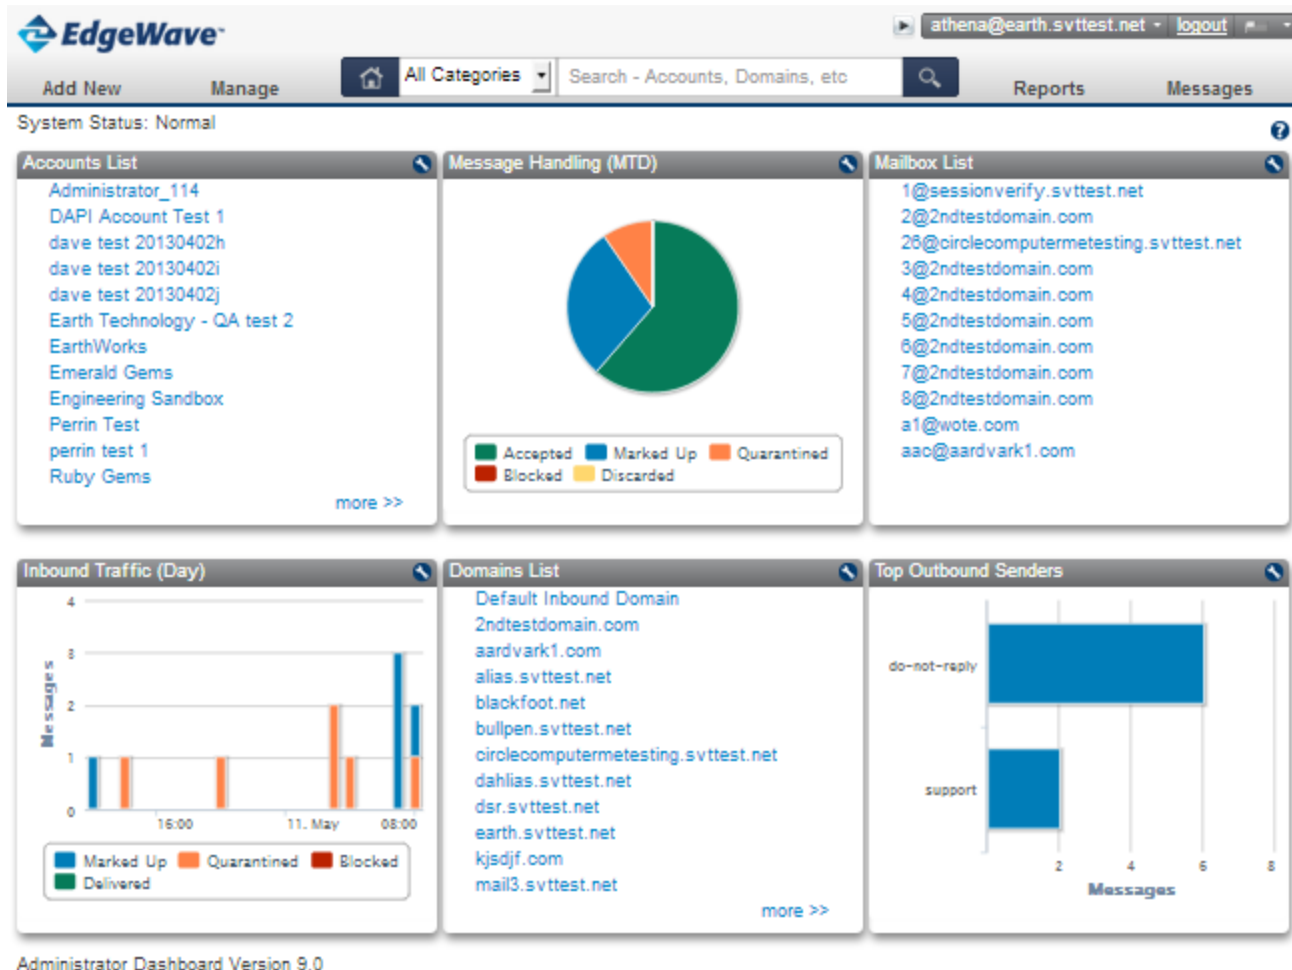 EdgeWave™
athena@earth.svttest.net logout
Add New Manage All Categories Search - Accounts, Domains, etc Reports Messages
System Status: Normal
?
Accounts List
Administrator_114
DAPI Account Test 1
dave test 20130402h
dave test 20130402i
dave test 20130402j
Earth Technology - QA test 2
EarthWorks
Emerald Gems
Engineering Sandbox
Perrin Test
perrin test 1
Ruby Gems
more >>
Message Handling (MTD)
Accepted Marked Up Quarantined
Blocked Discarded
Mailbox List
1@sessionverify.svttest.net
2@2ndtestdomain.com
26@circlecomputermetesting.svttest.net
3@2ndtestdomain.com
4@2ndtestdomain.com
5@2ndtestdomain.com
6@2ndtestdomain.com
7@2ndtestdomain.com
8@2ndtestdomain.com
a1@wote.com
aac@aardvark1.com
Inbound Traffic (Day)
4
3
2
1
0
Messages
16:00 11. May 08:00
Marked Up Quarantined Blocked
Delivered
Domains List
Default Inbound Domain
2ndtestdomain.com
aardvark1.com
alias.svttest.net
blackfoot.net
bullpen.svttest.net
circlecomputermetesting.svttest.net
dahlias.svttest.net
dsr.svttest.net
earth.svttest.net
kjsdjf.com
mail3.svttest.net
more >>
Top Outbound Senders
do-not-reply
support
2 4 6 8
Messages
Administrator Dashboard Version 9.0